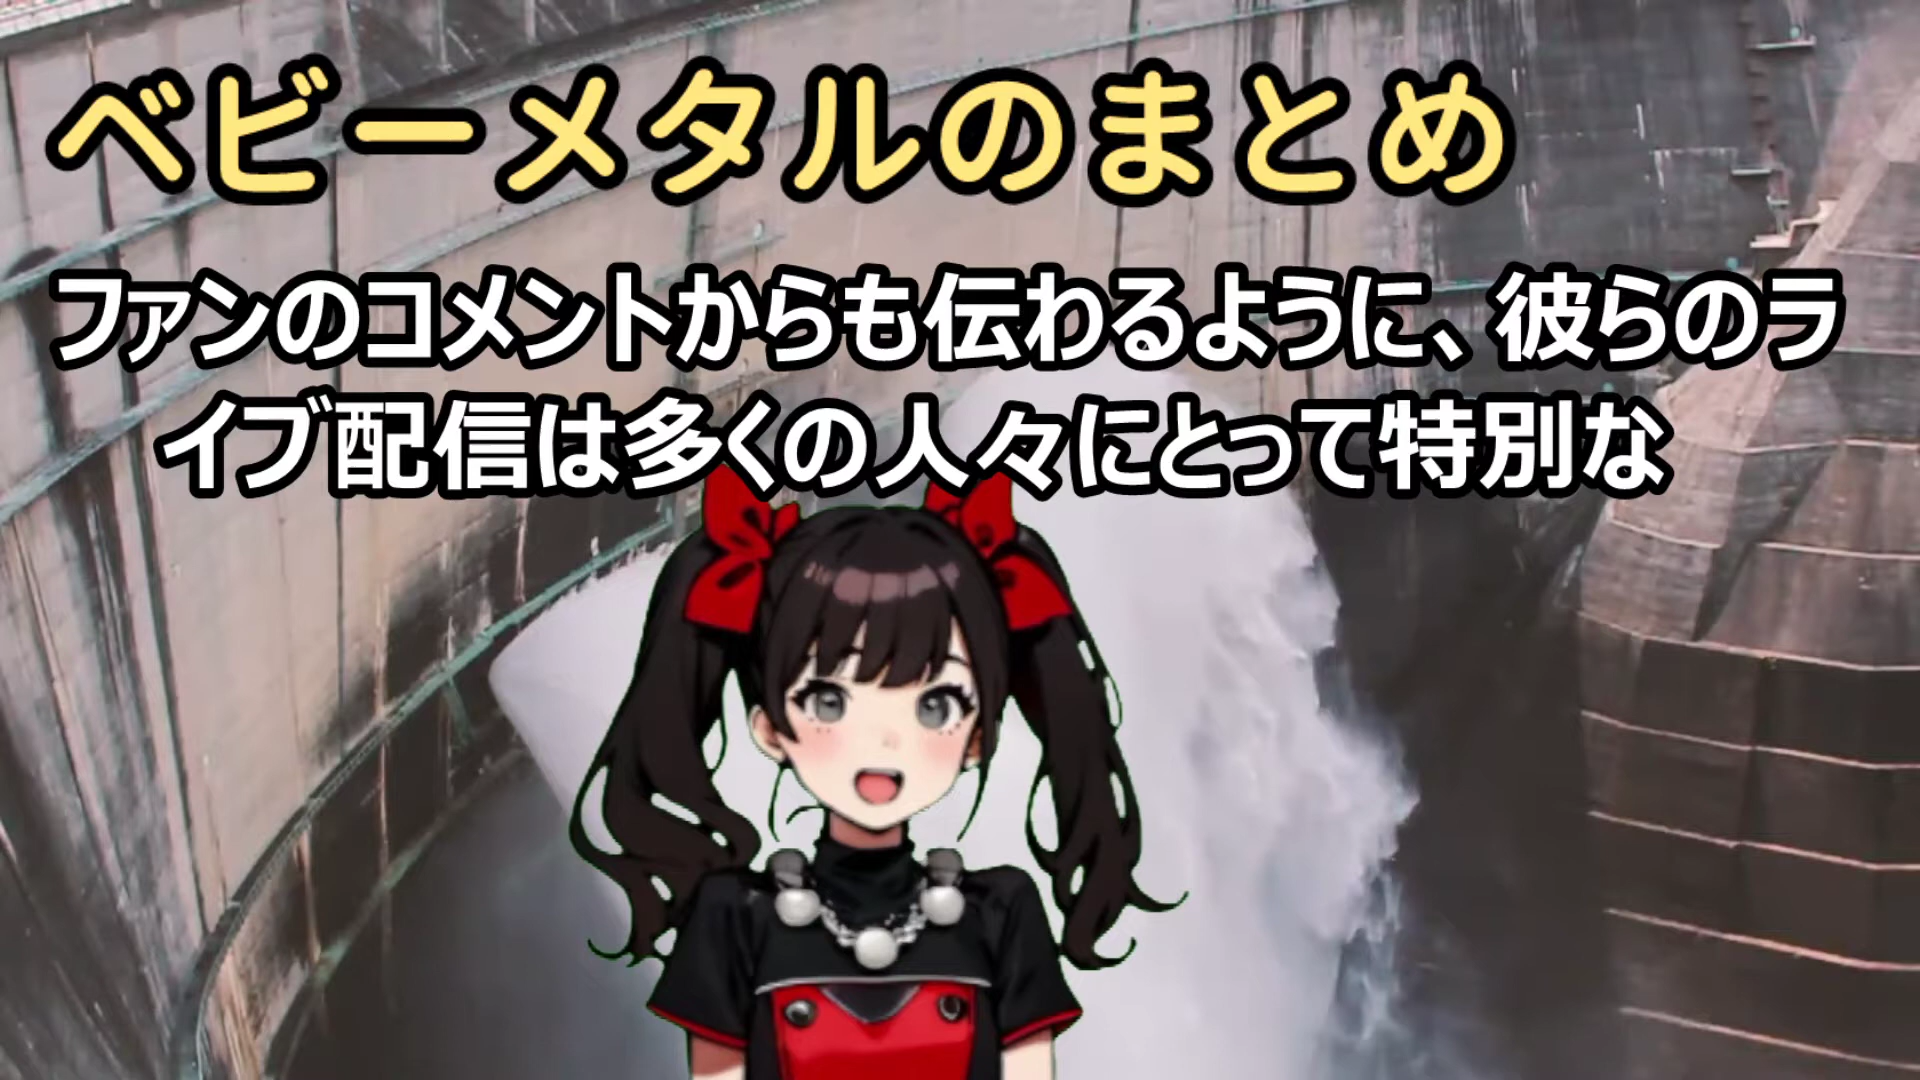 ベビーメタルのまとめ
ファンのコメントからも伝わるように、彼らのラ
イブ配信は多くの人々にとって特別な